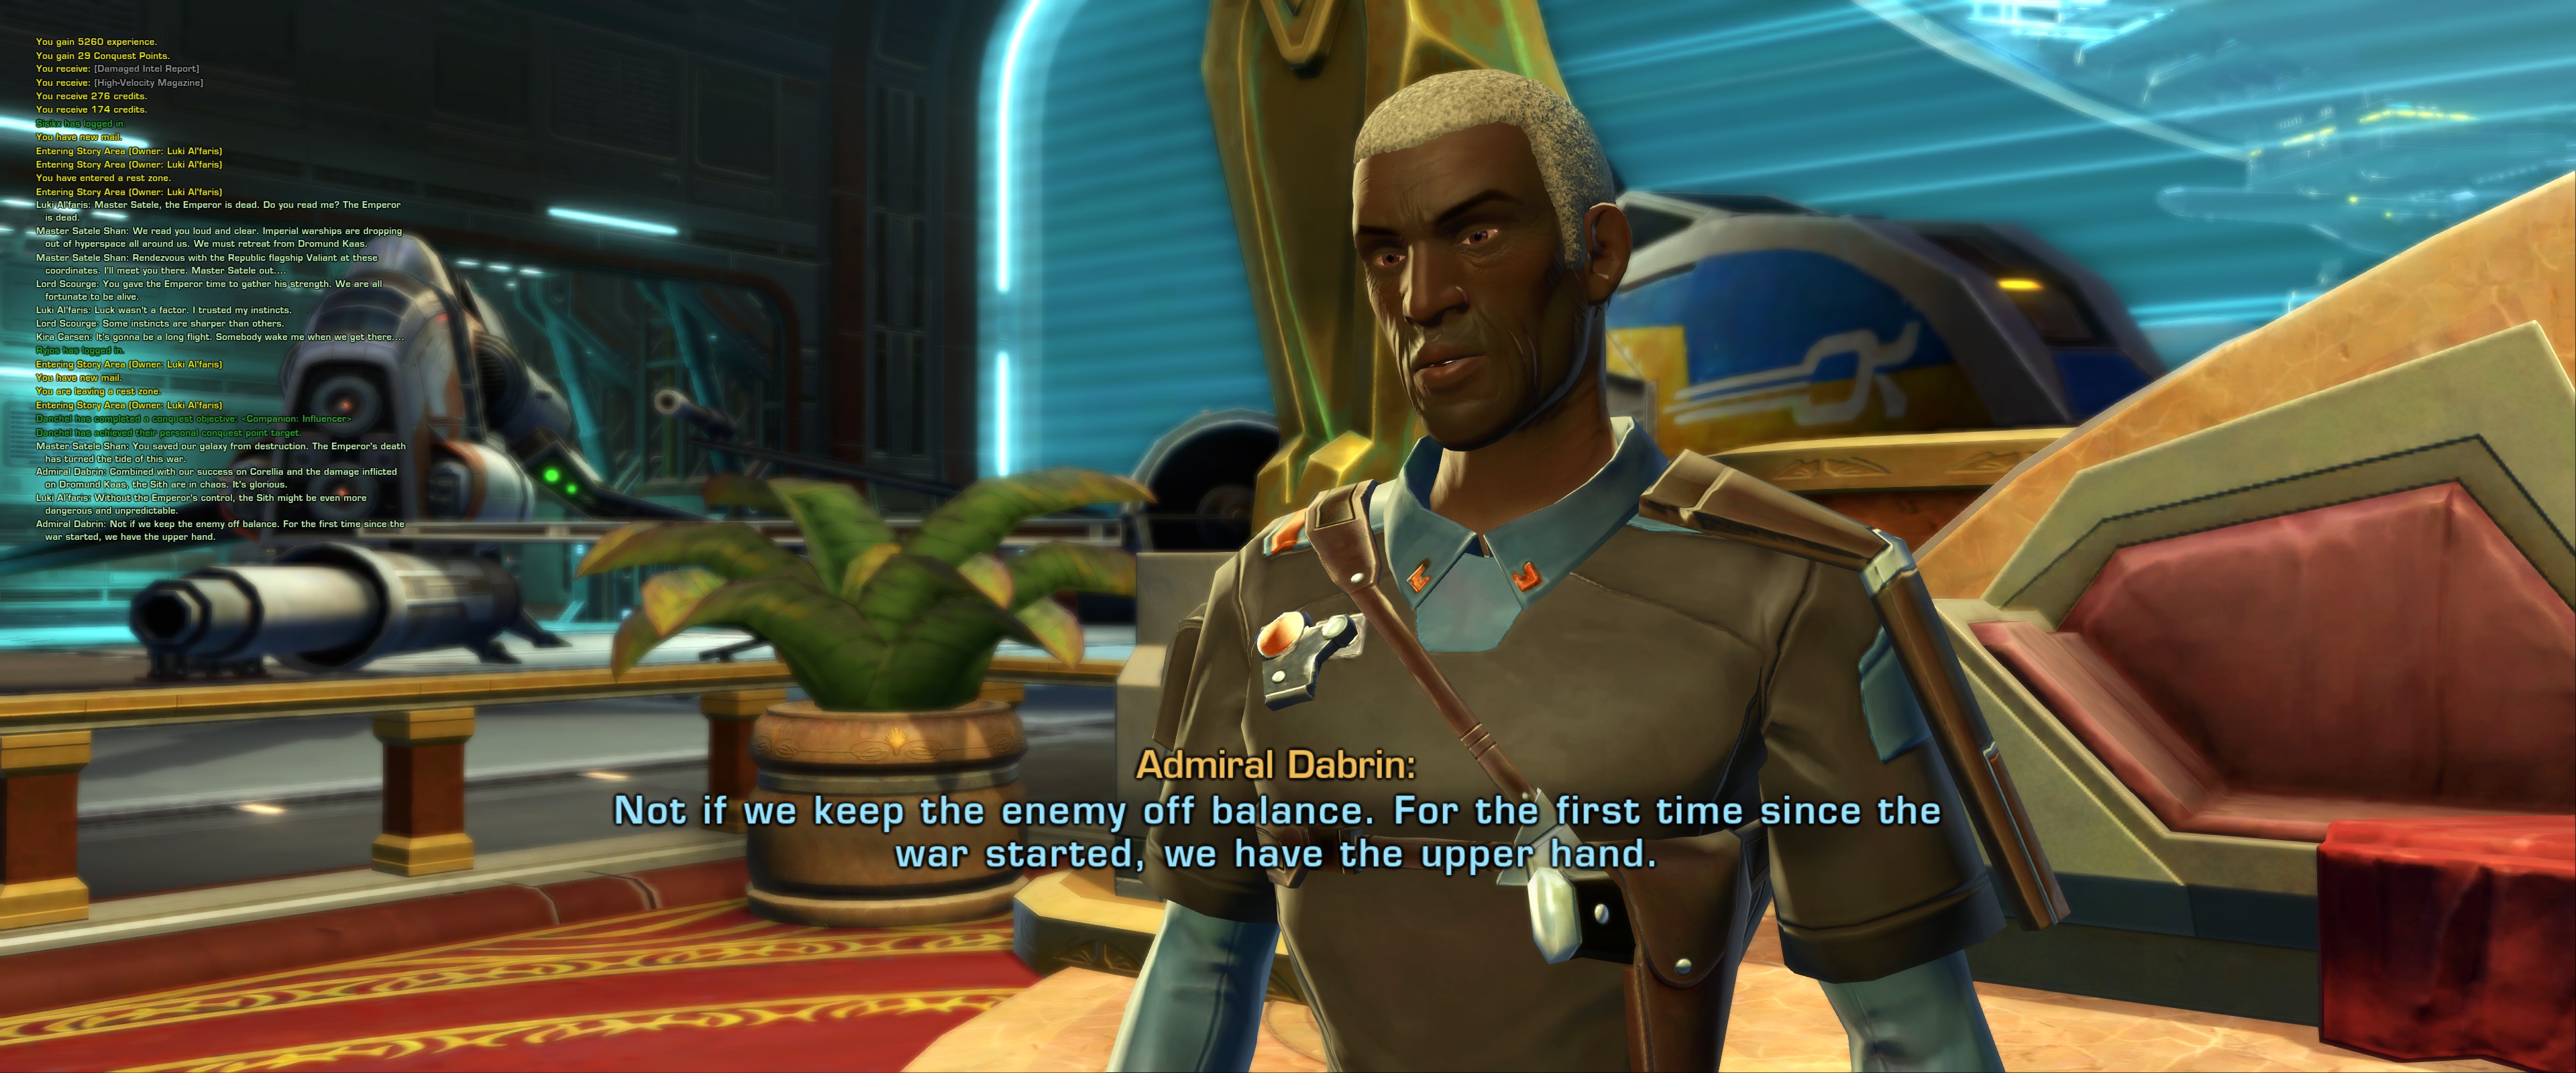 You gain 5260 experience.
You gain 29 Conquest Points.
You receive: [Damaged Intel Report]
You receive: [High-Velocity Magazine]
You receive 276 credits.
You receive 174 credits.
has logged in.
You have new mail.
Entering Story Area (Owner: Luki Al'faris)
Entering Story Area (Owner: Luki Al'faris)
You have entered a rest zone.
Entering Story Area (Owner: Luki Al'faris)
Luki Al'faris: Master Satele, the Emperor is dead. Do you read me? The Emperor
is dead.
Master Satele Shan: We read you loud and clear. Imperial warships are dropping
out of hyperspace all around us. We must retreat from Dromund Kaas.
Master Satele Shan: Rendezvous with the Republic flagship Valiant at these
coordinates. I'll meet you there. Master Satele out....
Lord Scourge: You gave the Emperor time to gather his strength. We are all
fortunate to be alive.
Luki Al'faris: Luck wasn't a factor. I trusted my instincts.
Lord Scourge: Some instincts are sharper than others.
Kira Carsen: It's gonna be a long flight. Somebody wake me when we get there....
has logged in.
Entering Story Area (Owner: Luki Al'faris)
You have new mail.
You are leaving a rest zone.
Entering Story Area (Owner: Luki Al'faris)
Danchel has completed a conquest objective: <Companion: Influencer>
Danchel has achieved their personal conquest point target.
Master Satele Shan: You saved our galaxy from destruction. The Emperor's death
has turned the tide of this war.
Admiral Dabrin: Combined with our success on Corellia and the damage inflicted
on Dromund Kaas, the Sith are in chaos. It's glorious.
Luki Al'faris: Without the Emperor's control, the Sith might be even more
dangerous and unpredictable.
Admiral Dabrin: Not if we keep the enemy off balance. For the first time since the
war started, we have the upper hand.
Admiral Dabrin:
Not if we keep the enemy off balance. For the first time since the
war started, we have the upper hand.